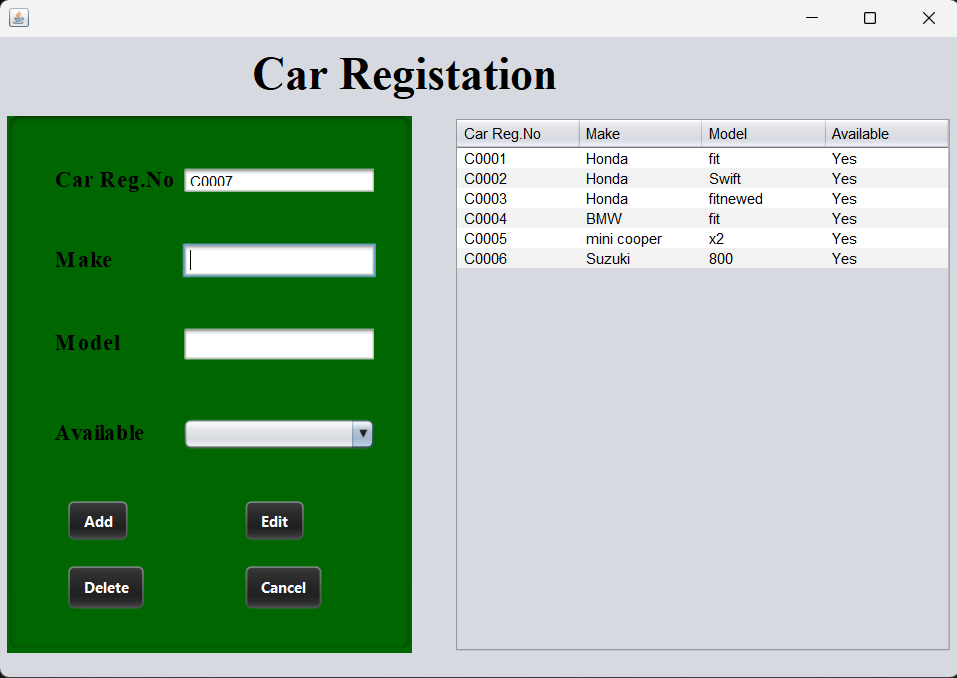 Car Registation
Car Reg.No C0007
Make
Model
Available
Add Edit
Delete Cancel
Car Reg.No Make Model Available
C0001 Honda fit Yes
C0002 Honda Swift Yes
C0003 Honda fitnewed Yes
C0004 BMW fit Yes
C0005 mini cooper x2 Yes
C0006 Suzuki 800 Yes